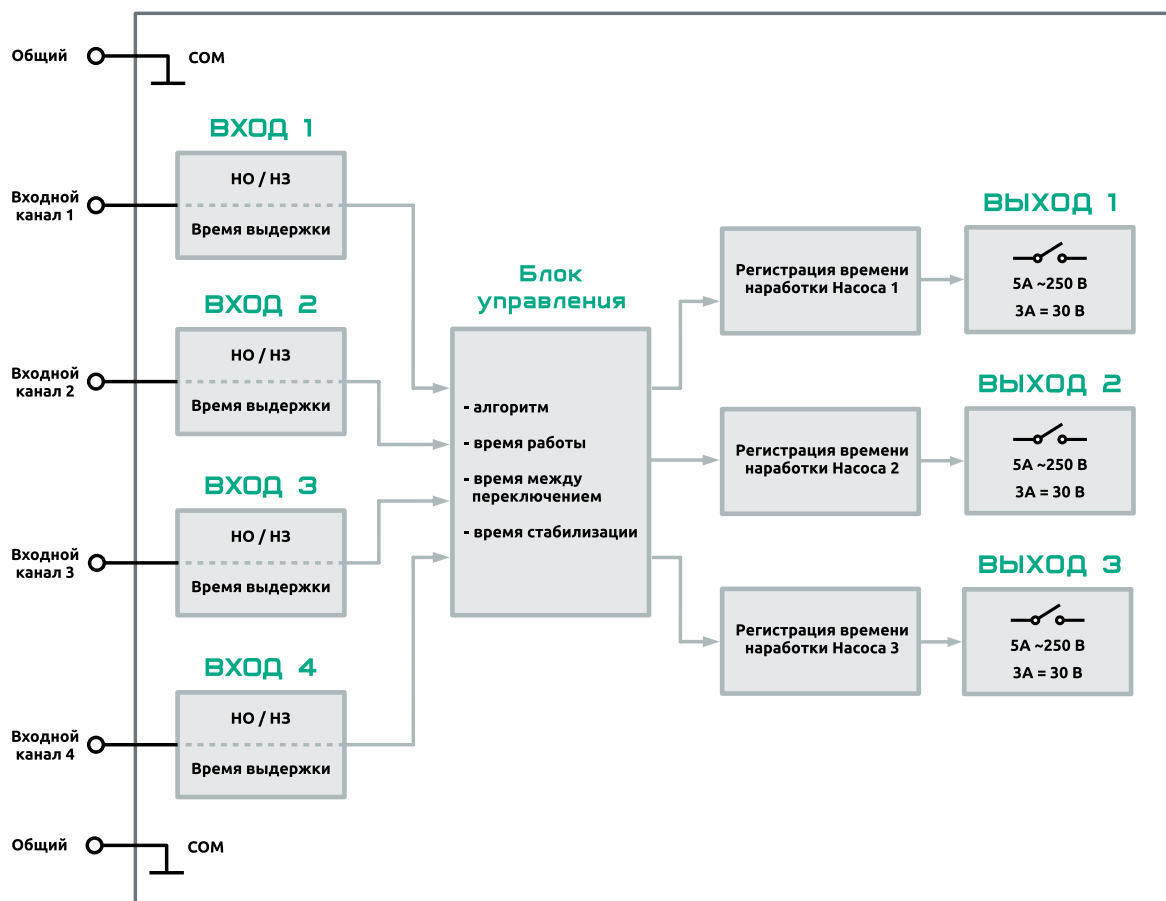 Общий
COM
ВХОД 1
Входной
канал 1
НО / НЗ
Время выдержки
ВХОД 2
Входной
канал 2
НО / НЗ
Время выдержки
ВХОД 3
Входной
канал 3
НО / НЗ
Время выдержки
ВХОД 4
Входной
канал 4
НО / НЗ
Время выдержки
Общий
COM
Блок
управления
- алгоритм
- время работы
- время между
переключением
- время стабилизации
Регистрация времени
наработки Насоса 1
ВЫХОД 1
5А ~250 В
3А = 30 В
Регистрация времени
наработки Насоса 2
ВЫХОД 2
5А ~250 В
3А = 30 В
Регистрация времени
наработки Насоса 3
ВЫХОД 3
5А ~250 В
3А = 30 В